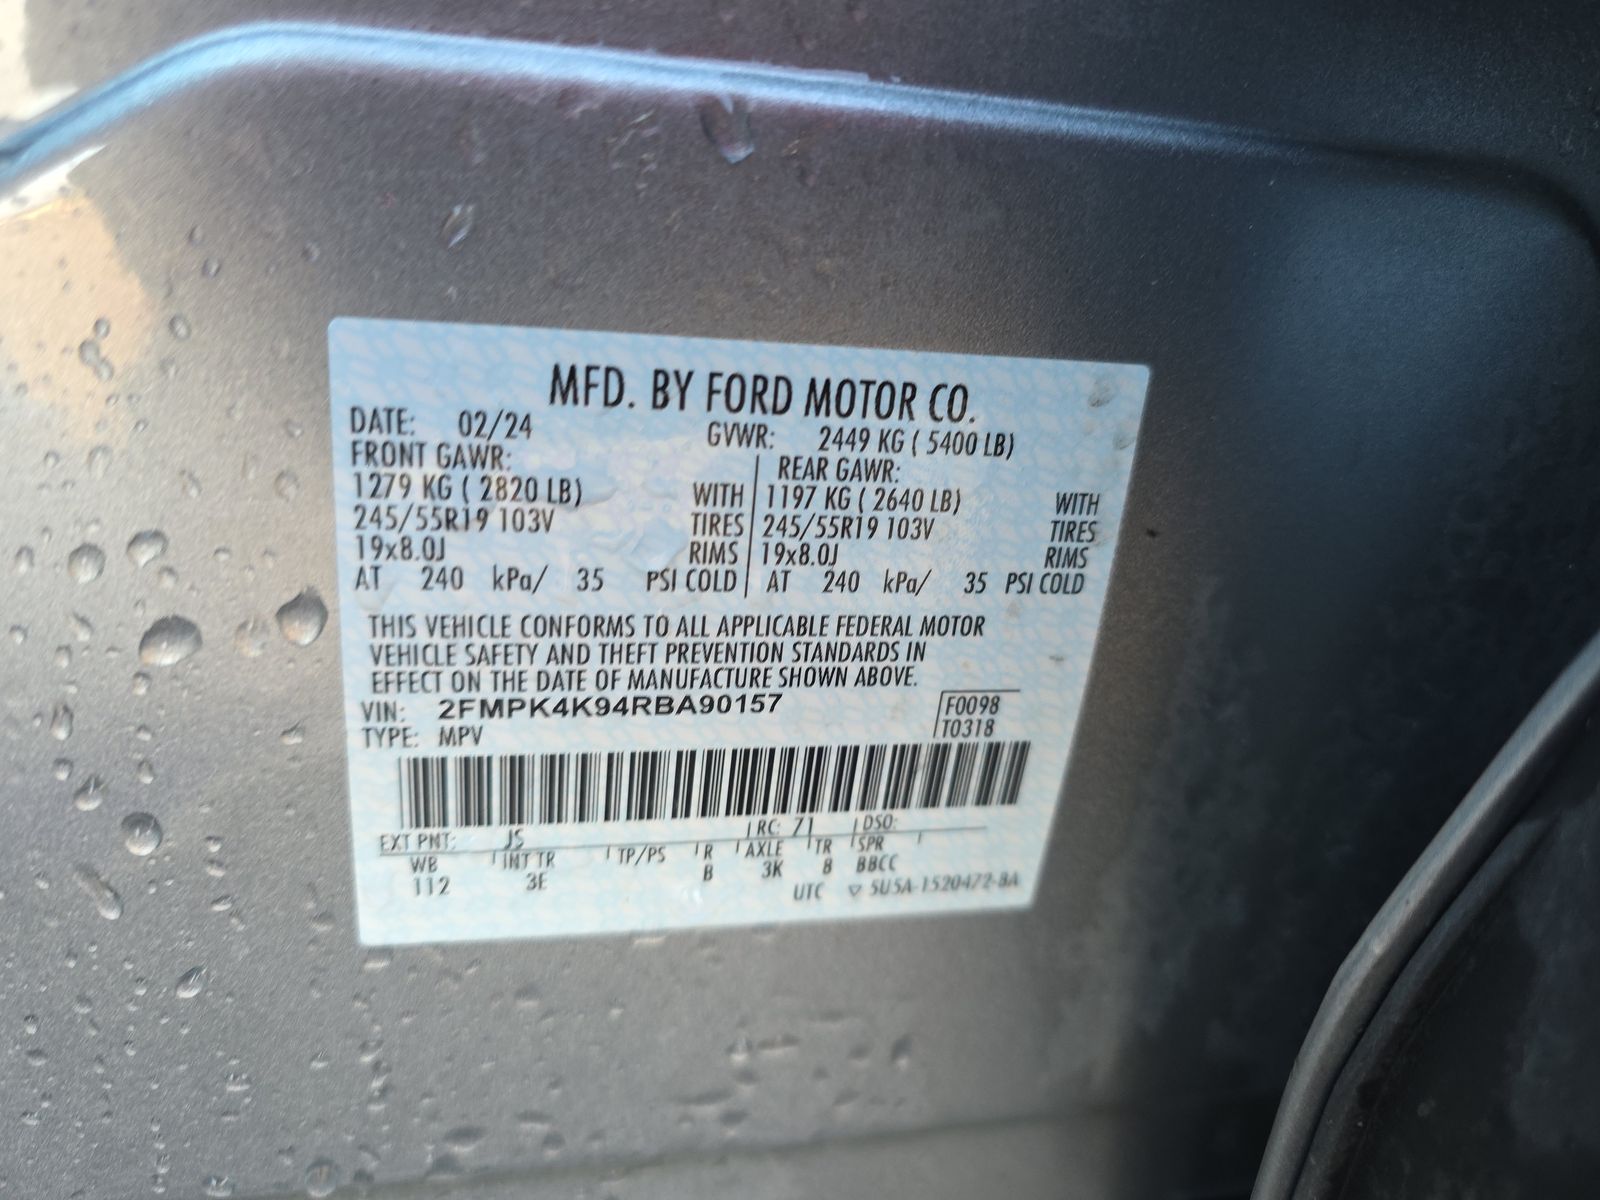 MFD. BY FORD MOTOR CO.
DATE: 02/24 GVWR: 2449 KG ( 5400 LB)
FRONT GAWR: REAR GAWR:
1279 KG ( 2820 LB) WITH 1197 KG ( 2640 LB) WITH
245/55R19 103V TIRES 245/55R19 103V TIRES
19x8.0J RIMS 19x8.0J RIMS
AT 240 kPa/ 35 PSI COLD AT 240 kPa/ 35 PSI COLD
THIS VEHICLE CONFORMS TO ALL APPLICABLE FEDERAL MOTOR
VEHICLE SAFETY AND THEFT PREVENTION STANDARDS IN
EFFECT ON THE DATE OF MANUFACTURE SHOWN ABOVE.
VIN: 2FMPK4K94RBA90157 F0098
TYPE: MPV T0318
EXT PNT: JS RC: 71 DSO:
WB INT TR TP/PS R AXLE TR SPR
112 3E B 3K 8 BBCC
UTC ▽ 5U5A-1520472-BA